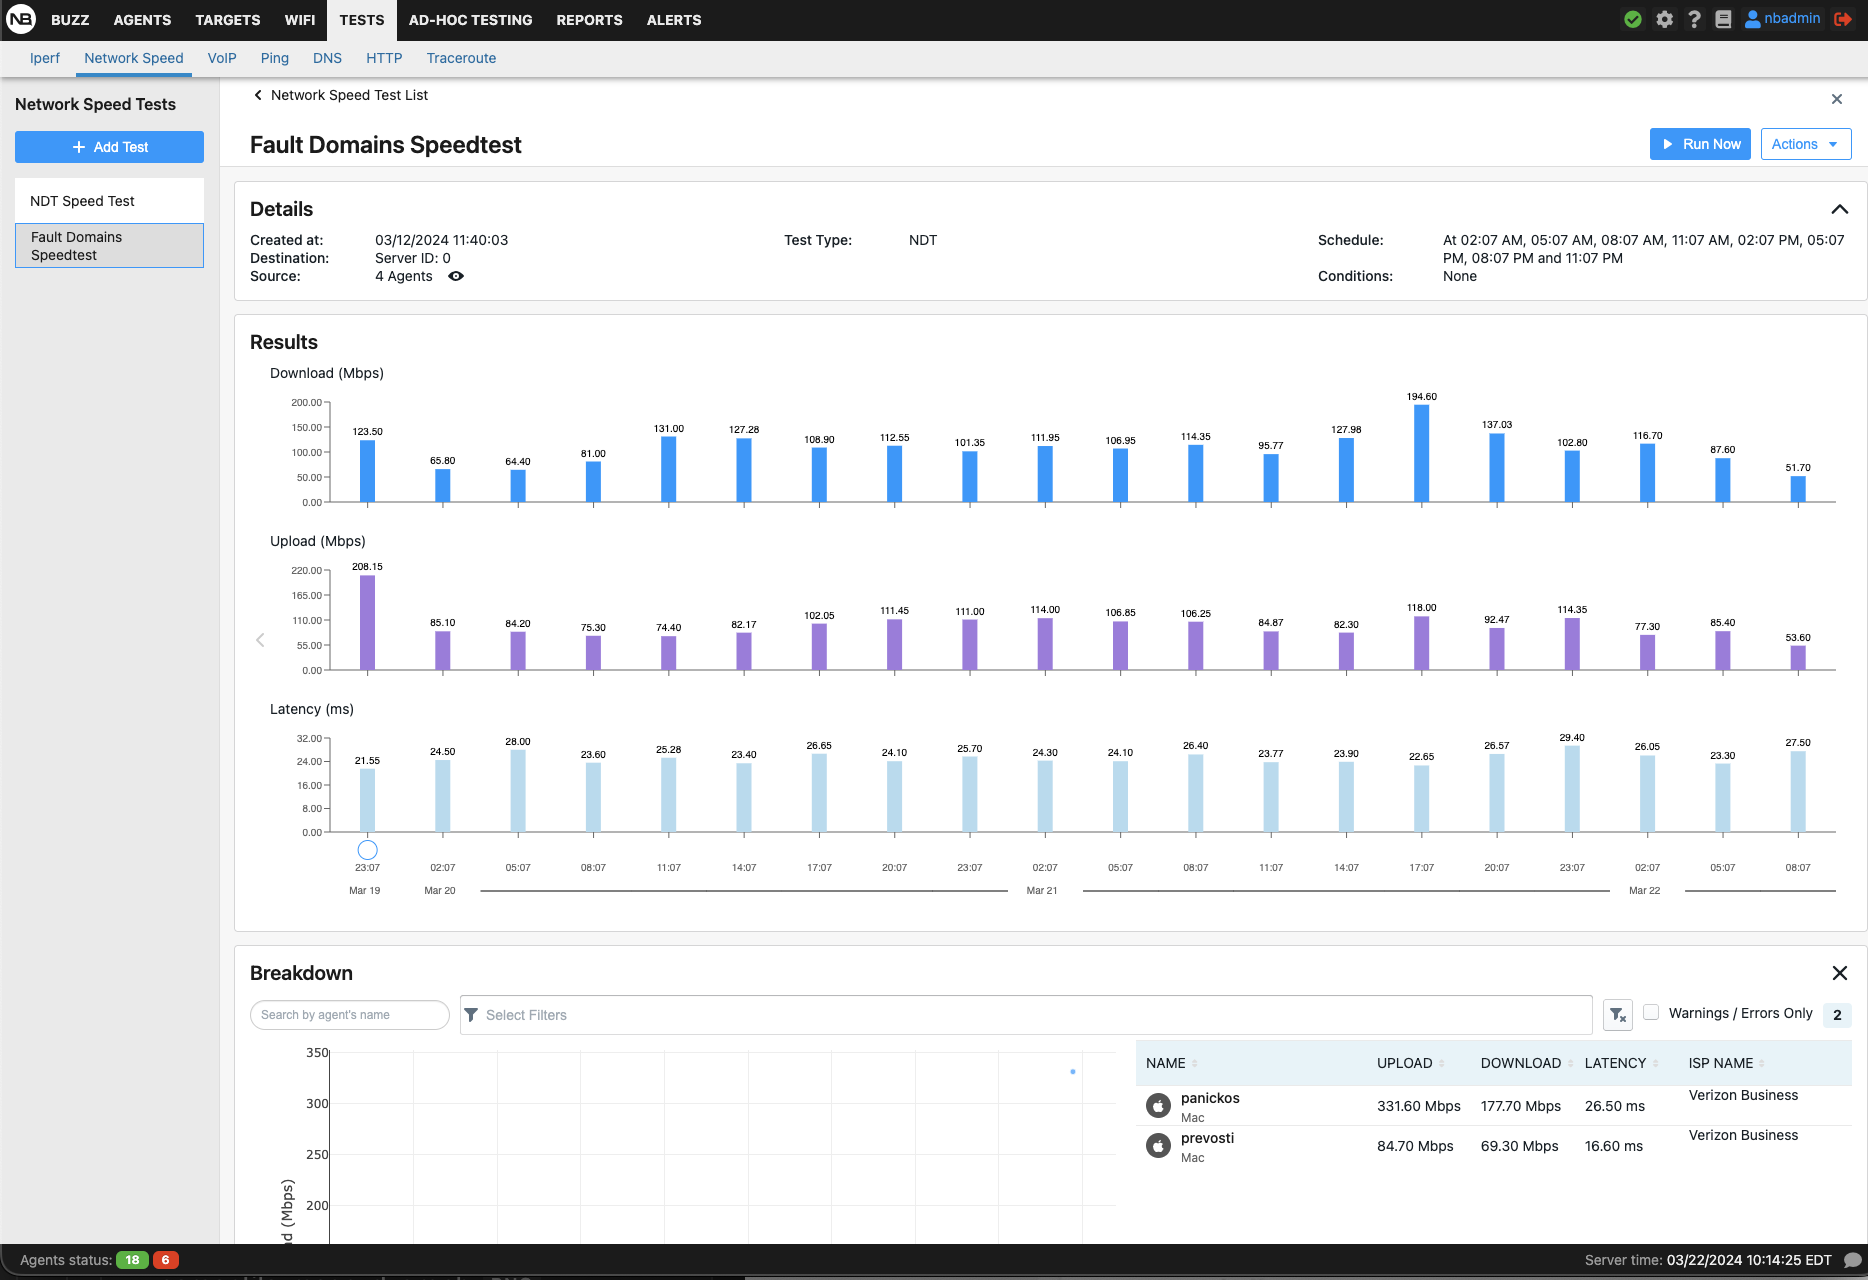 NB BUZZ AGENTS TARGETS WIFI TESTS AD-HOC TESTING REPORTS ALERTS ? nbadmin
Iperf Network Speed VoIP Ping DNS HTTP Traceroute
Network Speed Tests
+ Add Test
NDT Speed Test
Fault Domains
Speedtest
Network Speed Test List
Fault Domains Speedtest
Run Now Actions
Details
Created at: 03/12/2024 11:40:03
Destination: Server ID: 0
Source: 4 Agents
Test Type: NDT
Schedule: At 02:07 AM, 05:07 AM, 08:07 AM, 11:07 AM, 02:07 PM, 05:07
PM, 08:07 PM and 11:07 PM
Conditions: None
Results
Download (Mbps)
200.00
150.00
100.00
50.00
0.00
123.50 65.80 64.40 81.00 131.00 127.28 108.90 112.55 101.35 111.95 106.95 114.35 95.77 127.98 194.60 137.03 102.80 116.70 87.60 51.70
Upload (Mbps)
220.00
165.00
110.00
55.00
0.00
208.15 85.10 84.20 75.30 74.40 82.17 102.05 111.45 111.00 114.00 106.85 106.25 84.87 82.30 118.00 92.47 114.35 77.30 85.40 53.60
Latency (ms)
32.00
24.00
16.00
8.00
0.00
21.55 24.50 28.00 23.60 25.28 23.40 26.65 24.10 25.70 24.30 24.10 26.40 23.77 23.90 22.65 26.57 29.40 26.05 23.30 27.50
23:07 02:07 05:07 08:07 11:07 14:07 17:07 20:07 23:07 02:07 05:07 08:07 11:07 14:07 17:07 20:07 23:07 02:07 05:07 08:07
Mar 19 Mar 20 Mar 21 Mar 22
Breakdown
Search by agent's name Select Filters Warnings / Errors Only 2
350
300
250
200
d (Mbps)
NAME UPLOAD DOWNLOAD LATENCY ISP NAME
panickos 331.60 Mbps 177.70 Mbps 26.50 ms Verizon Business
Mac
prevosti 84.70 Mbps 69.30 Mbps 16.60 ms Verizon Business
Mac
Agents status: 18 6
Server time: 03/22/2024 10:14:25 EDT